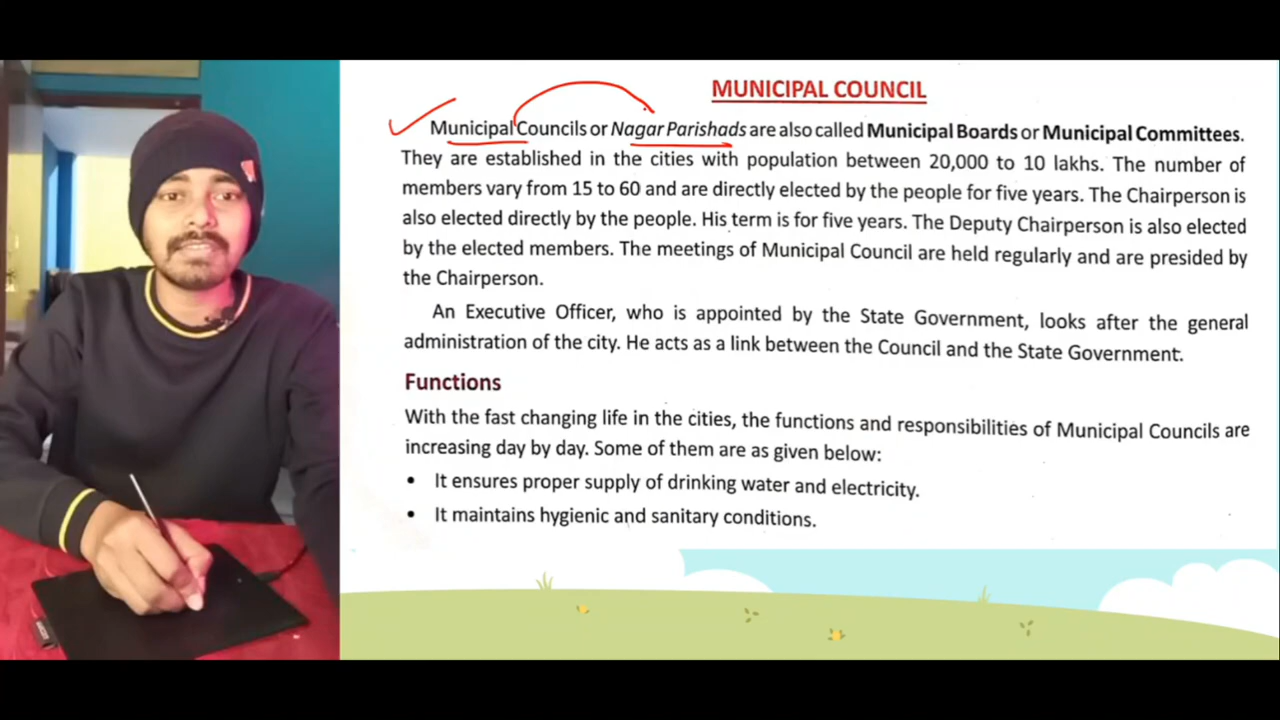 MUNICIPAL COUNCIL
Municipal Councils or Nagar Parishads are also called Municipal Boards or Municipal Committees.
They are established in the cities with population between 20,000 to 10 lakhs. The number of
members vary from 15 to 60 and are directly elected by the people for five years. The Chairperson is
also elected directly by the people. His term is for five years. The Deputy Chairperson is also elected
by the elected members. The meetings of Municipal Council are held regularly and are presided by
the Chairperson.
An Executive Officer, who is appointed by the State Government, looks after the general
administration of the city. He acts as a link between the Council and the State Government.
Functions
With the fast changing life in the cities, the functions and responsibilities of Municipal Councils are
increasing day by day. Some of them are as given below:
• It ensures proper supply of drinking water and electricity.
• It maintains hygienic and sanitary conditions.